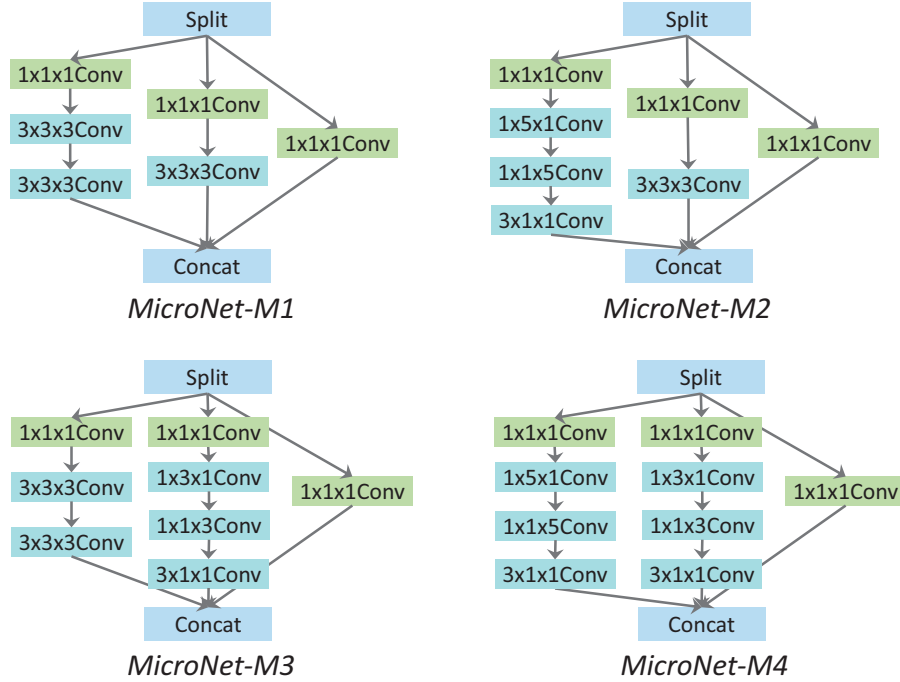 Split
1x1x1Conv
3x3x3Conv
3x3x3Conv
1x1x1Conv
3x3x3Conv
1x1x1Conv
Concat
MicroNet-M1
Split
1x1x1Conv
1x5x1Conv
1x1x5Conv
3x1x1Conv
1x1x1Conv
3x3x3Conv
1x1x1Conv
Concat
MicroNet-M2
Split
1x1x1Conv
3x3x3Conv
3x3x3Conv
1x1x1Conv
1x3x1Conv
1x1x3Conv
3x1x1Conv
1x1x1Conv
Concat
MicroNet-M3
Split
1x1x1Conv
1x5x1Conv
1x1x5Conv
3x1x1Conv
1x1x1Conv
1x3x1Conv
1x1x3Conv
3x1x1Conv
1x1x1Conv
Concat
MicroNet-M4